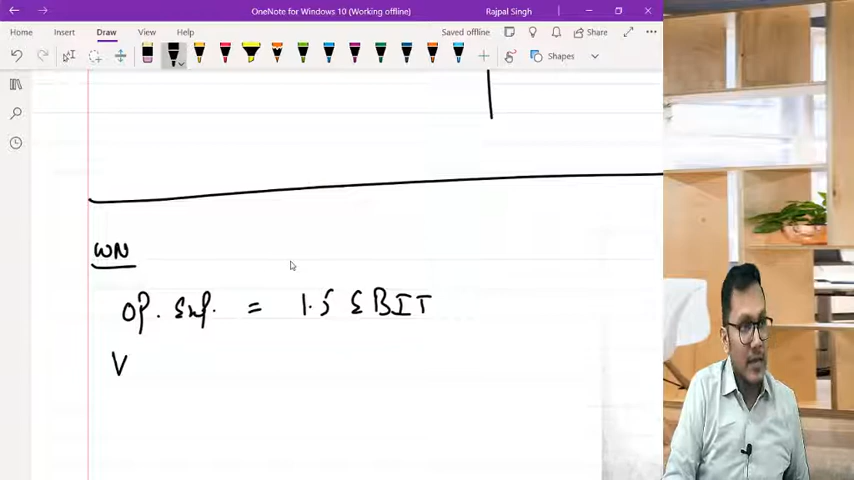 OneNote for Windows 10 (Working offline)
Rajpal Singh
Home Insert Draw View Help
Saved offline
Share
Shapes
WN
Op. Exp. = 1.5 EBIT
V